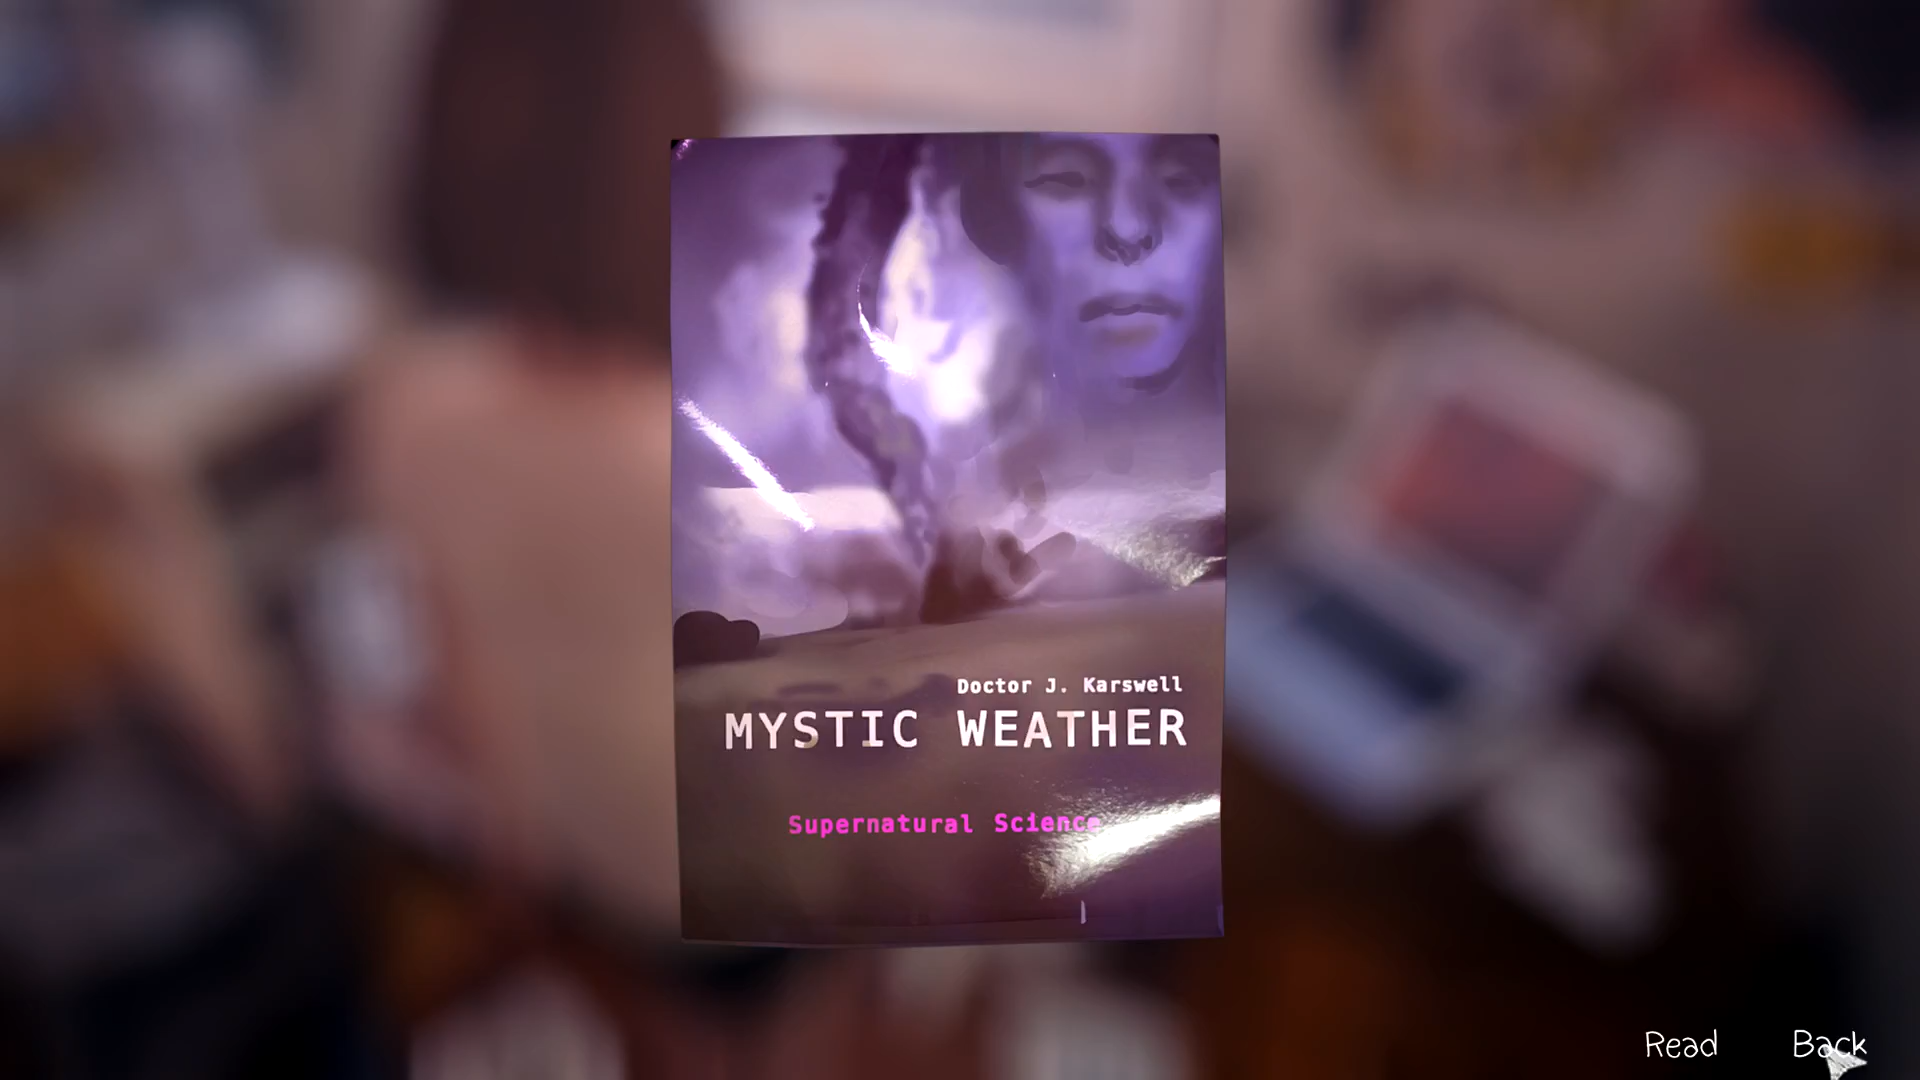 Doctor J. Karswell
MYSTIC WEATHER
Supernatural Science
Read
Back